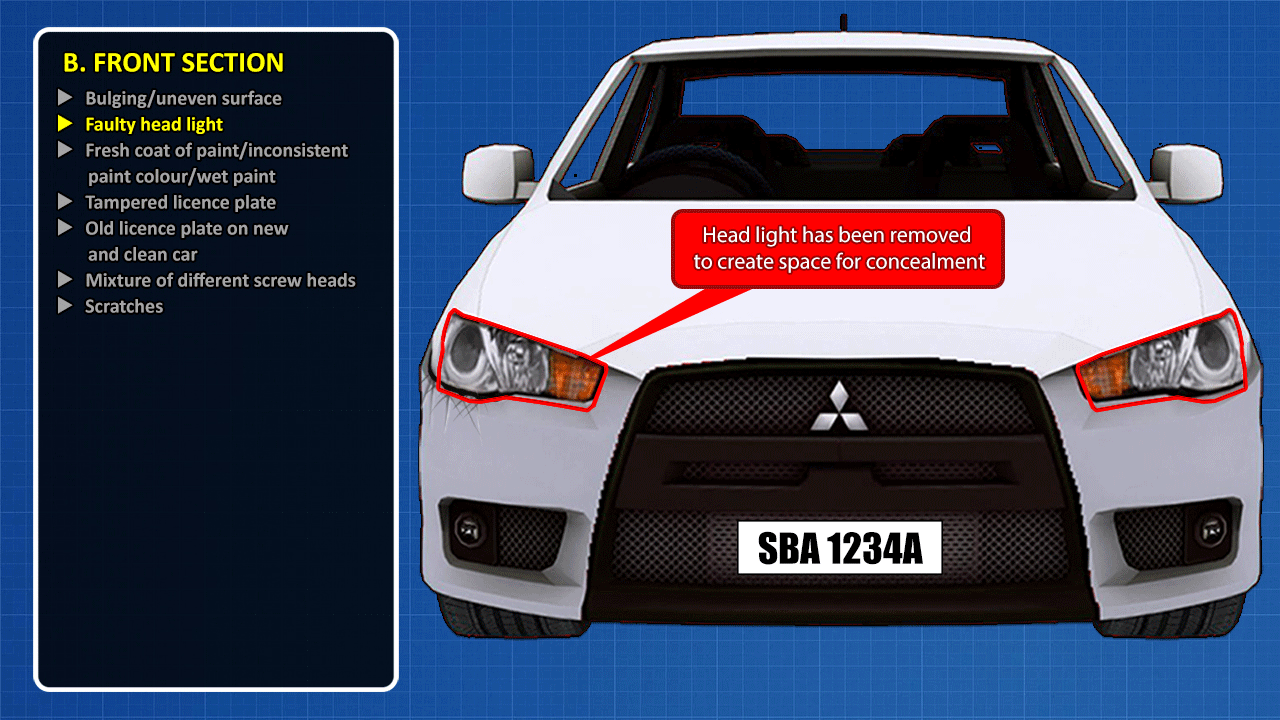 B. FRONT SECTION
Bulging/uneven surface
Faulty head light
Fresh coat of paint/inconsistent
paint colour/wet paint
Tampered licence plate
Old licence plate on new
and clean car
Mixture of different screw heads
Scratches
Head light has been removed
to create space for concealment
SBA 1234A